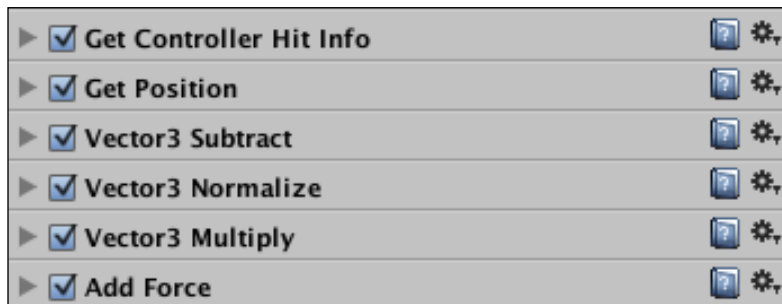 Get Controller Hit Info
Get Position
Vector3 Subtract
Vector3 Normalize
Vector3 Multiply
Add Force